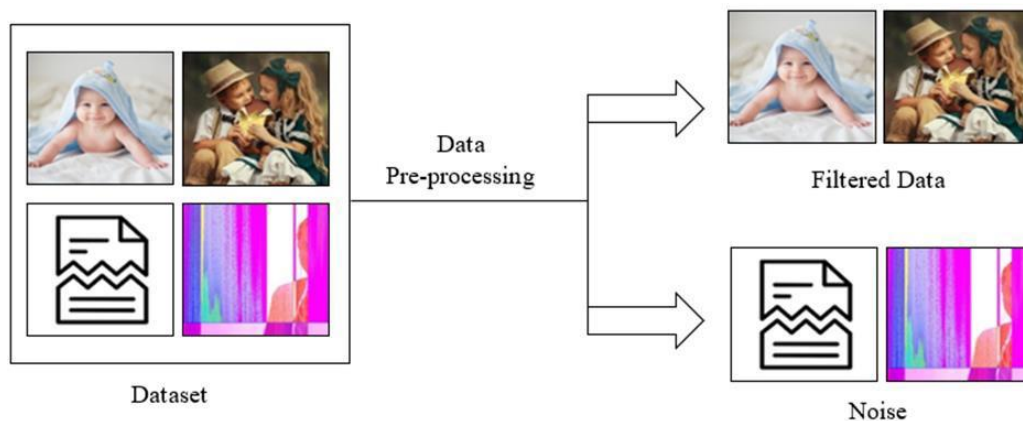 Data
Pre-processing
Filtered Data
Dataset
Noise